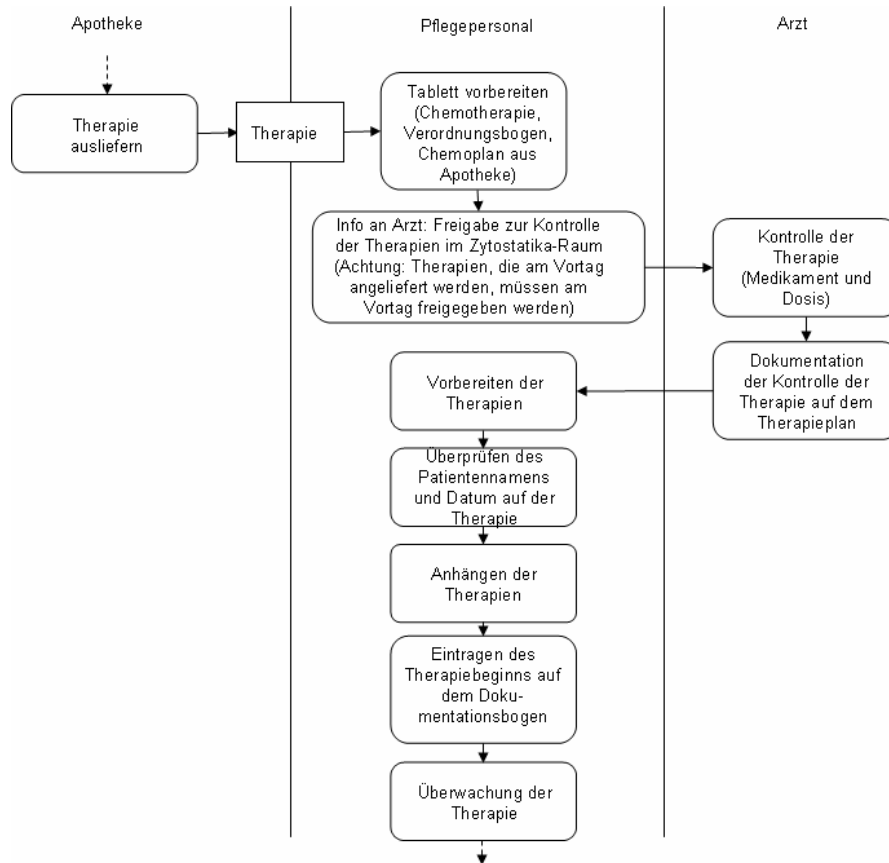 Apotheke
Pflegepersonal
Arzt
Therapie
ausliefern
Therapie
Tablett vorbereiten
(Chemotherapie,
Verordnungsbogen,
Chemoplan aus
Apotheke)
Info an Arzt: Freigabe zur Kontrolle
der Therapien im Zytostatika-Raum
(Achtung: Therapien, die am Vortag
angeliefert werden, müssen am
Vortag freigegeben werden)
Kontrolle der
Therapie
(Medikament und
Dosis)
Dokumentation
der Kontrolle der
Therapie auf dem
Therapieplan
Vorbereiten der
Therapien
Überprüfen des
Patientennamens
und Datum auf der
Therapie
Anhängen der
Therapien
Eintragen des
Therapiebeginns auf
dem Doku-
mentationsbogen
Überwachung der
Therapie